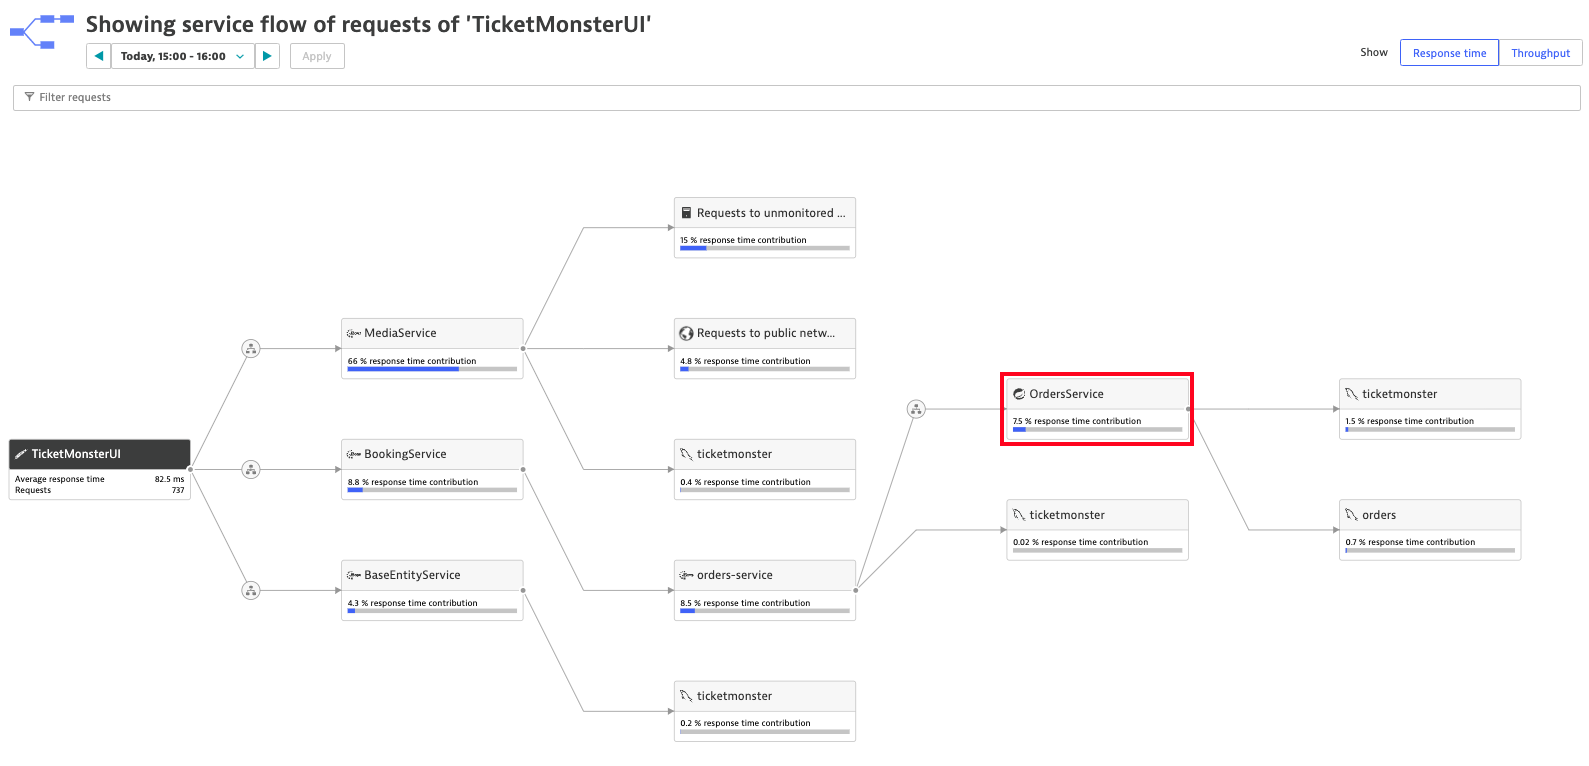 Showing service flow of requests of 'TicketMonsterUI'
Today, 15:00 - 16:00
Apply
Show
Response time
Throughput
Filter requests
TicketMonsterUI
Average response time 82.5 ms
Requests 737
MediaService
66 % response time contribution
BookingService
8.8 % response time contribution
BaseEntityService
4.3 % response time contribution
Requests to unmonitored ...
15 % response time contribution
Requests to public netw...
4.8 % response time contribution
ticketmonster
0.4 % response time contribution
orders-service
8.5 % response time contribution
ticketmonster
0.2 % response time contribution
OrdersService
7.5 % response time contribution
ticketmonster
0.02 % response time contribution
ticketmonster
1.5 % response time contribution
orders
0.7 % response time contribution